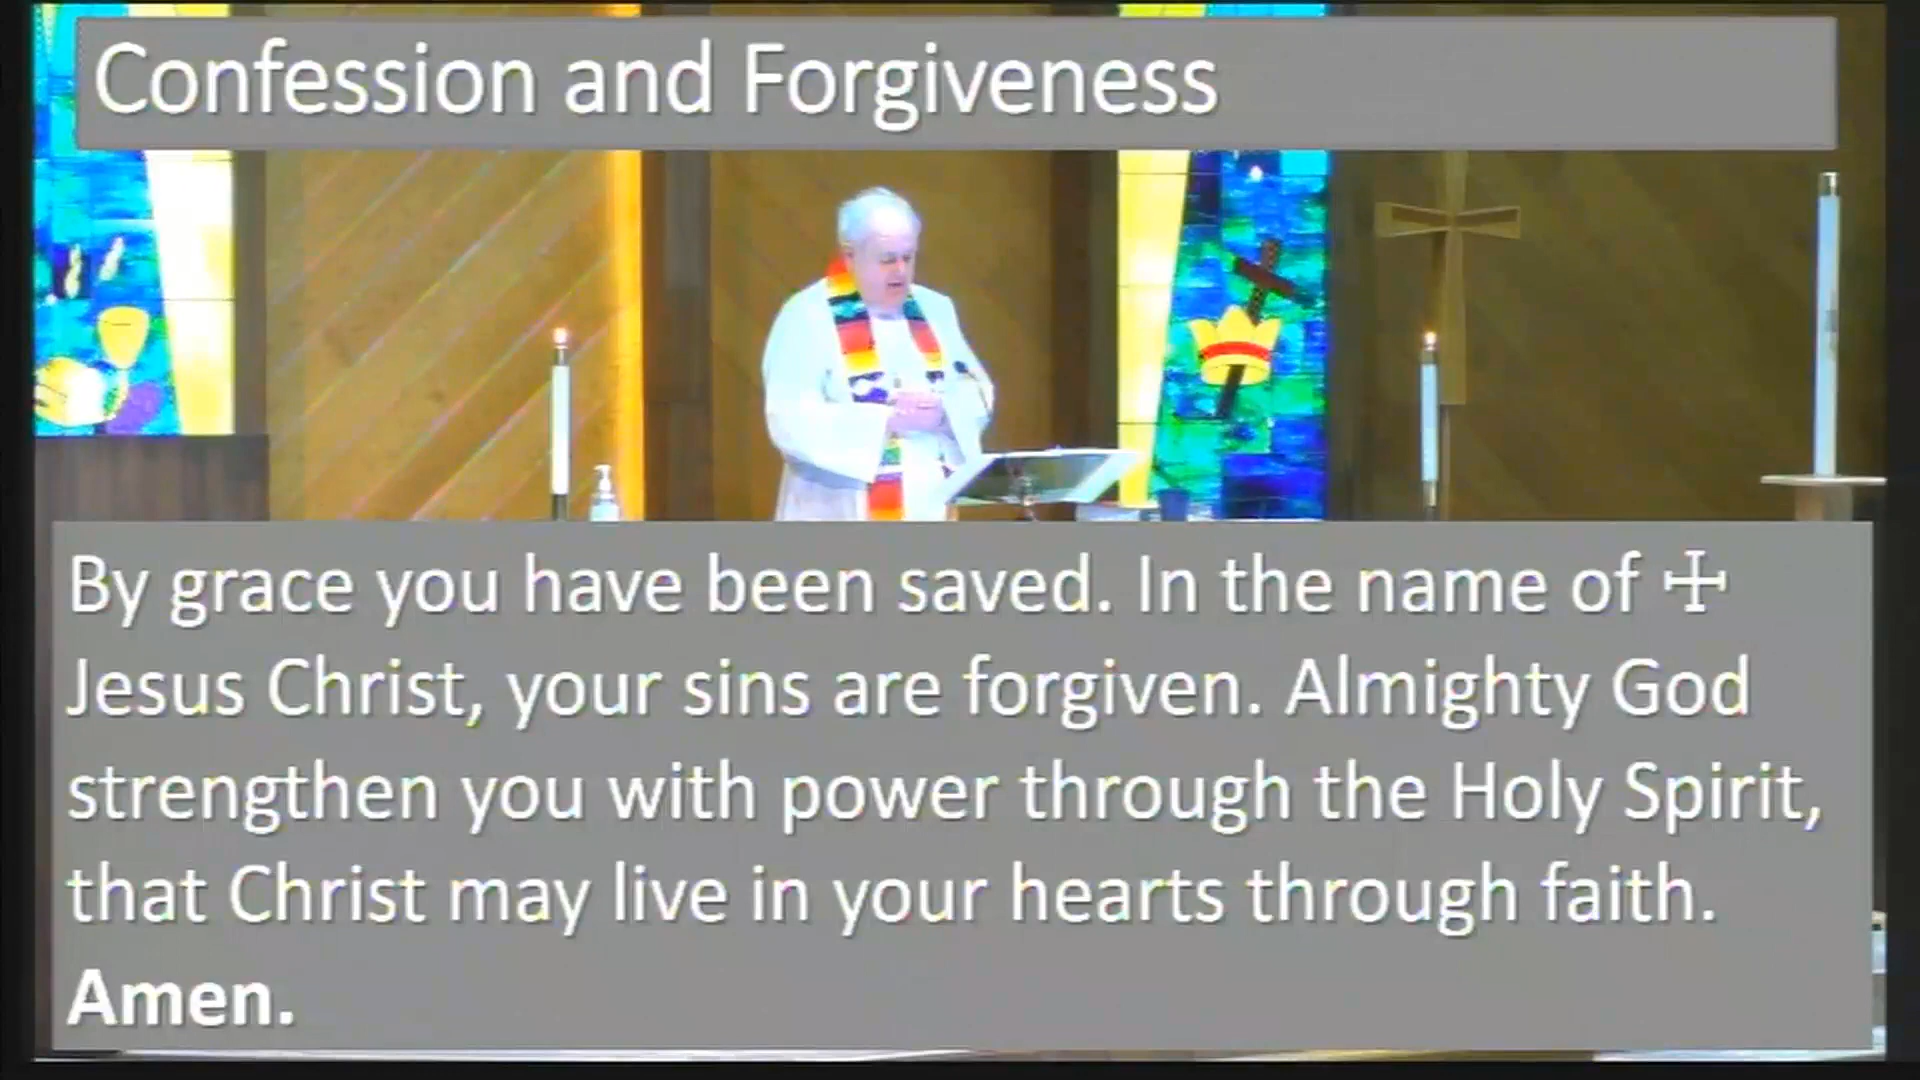 Confession and Forgiveness
By grace you have been saved. In the name of ☩
Jesus Christ, your sins are forgiven. Almighty God
strengthen you with power through the Holy Spirit,
that Christ may live in your hearts through faith.
Amen.